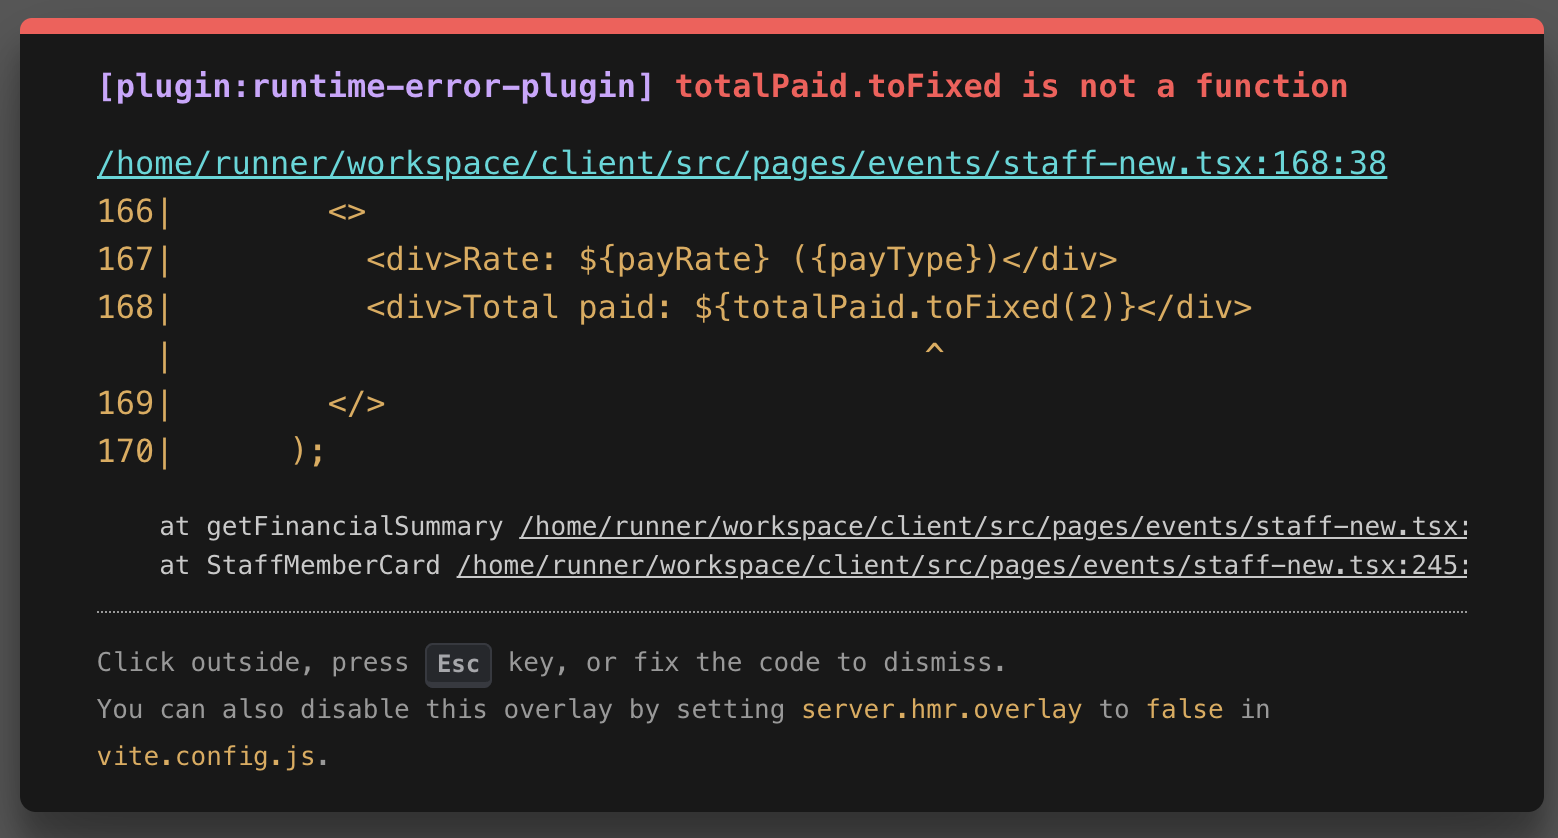 [plugin:runtime-error-plugin] totalPaid.toFixed is not a function
/home/runner/workspace/client/src/pages/events/staff-new.tsx:168:38
166|        <>
167|          <div>Rate: ${payRate} ({payType})</div>
168|          <div>Total paid: ${totalPaid.toFixed(2)}</div>
   |                                       ^
169|        </>
170|      );
at getFinancialSummary /home/runner/workspace/client/src/pages/events/staff-new.tsx:
at StaffMemberCard /home/runner/workspace/client/src/pages/events/staff-new.tsx:245:
Click outside, press Esc key, or fix the code to dismiss.
You can also disable this overlay by setting server.hmr.overlay to false in
vite.config.js.